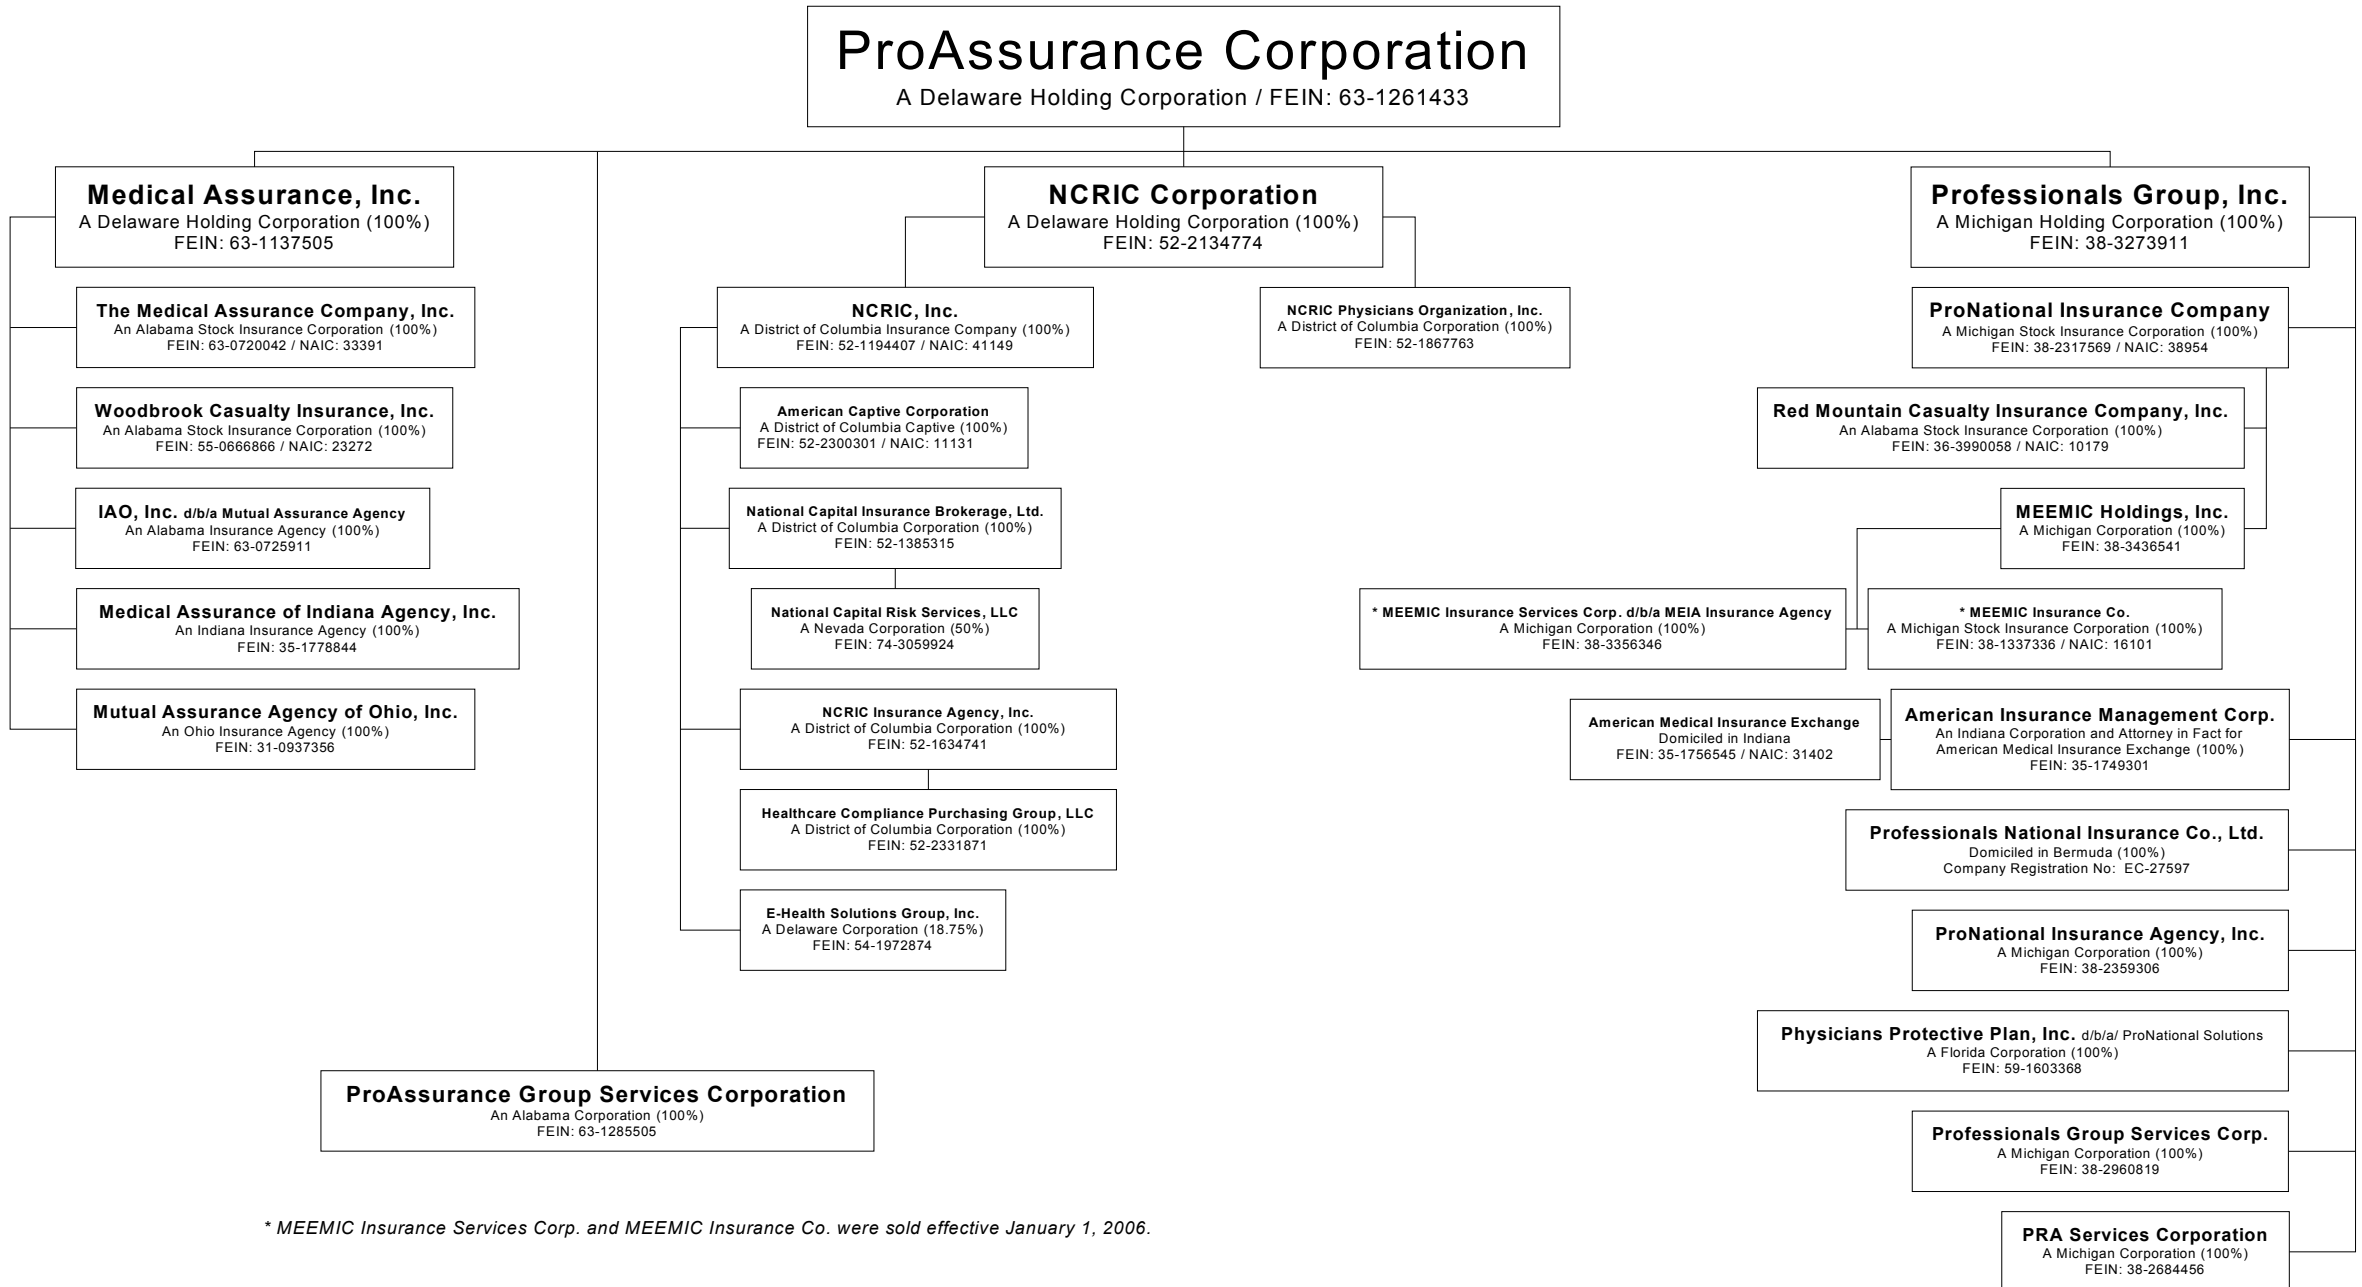 ProAssurance Corporation
A Delaware Holding Corporation / FEIN: 63-1261433
Medical Assurance, Inc.
A Delaware Holding Corporation (100%)
FEIN: 63-1137505
The Medical Assurance Company, Inc.
An Alabama Stock Insurance Corporation (100%)
FEIN: 63-0720042 / NAIC: 33391
Woodbrook Casualty Insurance, Inc.
An Alabama Stock Insurance Corporation (100%)
FEIN: 55-0666866 / NAIC: 23272
IAO, Inc. d/b/a Mutual Assurance Agency
An Alabama Insurance Agency (100%)
FEIN: 63-0725911
Medical Assurance of Indiana Agency, Inc.
An Indiana Insurance Agency (100%)
FEIN: 35-1778844
Mutual Assurance Agency of Ohio, Inc.
An Ohio Insurance Agency (100%)
FEIN: 31-0937356
ProAssurance Group Services Corporation
An Alabama Corporation (100%)
FEIN: 63-1285505
NCRIC Corporation
A Delaware Holding Corporation (100%)
FEIN: 52-2134774
NCRIC, Inc.
A District of Columbia Insurance Company (100%)
FEIN: 52-1194407 / NAIC: 41149
American Captive Corporation
A District of Columbia Captive (100%)
FEIN: 52-2300301 / NAIC: 11131
National Capital Insurance Brokerage, Ltd.
A District of Columbia Corporation (100%)
FEIN: 52-1385315
National Capital Risk Services, LLC
A Nevada Corporation (50%)
FEIN: 74-3059924
NCRIC Insurance Agency, Inc.
A District of Columbia Corporation (100%)
FEIN: 52-1634741
Healthcare Compliance Purchasing Group, LLC
A District of Columbia Corporation (100%)
FEIN: 52-2331871
E-Health Solutions Group, Inc.
A Delaware Corporation (18.75%)
FEIN: 54-1972874
NCRIC Physicians Organization, Inc.
A District of Columbia Corporation (100%)
FEIN: 52-1867763
Professionals Group, Inc.
A Michigan Holding Corporation (100%)
FEIN: 38-3273911
ProNational Insurance Company
A Michigan Stock Insurance Corporation (100%)
FEIN: 38-2317569 / NAIC: 38954
Red Mountain Casualty Insurance Company, Inc.
An Alabama Stock Insurance Corporation (100%)
FEIN: 36-3990058 / NAIC: 10179
MEEMIC Holdings, Inc.
A Michigan Corporation (100%)
FEIN: 38-3436541
* MEEMIC Insurance Services Corp. d/b/a MEIA Insurance Agency
A Michigan Corporation (100%)
FEIN: 38-3356346
* MEEMIC Insurance Co.
A Michigan Stock Insurance Corporation (100%)
FEIN: 38-1337336 / NAIC: 16101
American Medical Insurance Exchange
Domiciled in Indiana
FEIN: 35-1756545 / NAIC: 31402
American Insurance Management Corp.
An Indiana Corporation and Attorney in Fact for
American Medical Insurance Exchange (100%)
FEIN: 35-1749301
Professionals National Insurance Co., Ltd.
Domiciled in Bermuda (100%)
Company Registration No: EC-27597
ProNational Insurance Agency, Inc.
A Michigan Corporation (100%)
FEIN: 38-2359306
Physicians Protective Plan, Inc. d/b/a/ ProNational Solutions
A Florida Corporation (100%)
FEIN: 59-1603368
Professionals Group Services Corp.
A Michigan Corporation (100%)
FEIN: 38-2960819
PRA Services Corporation
A Michigan Corporation (100%)
FEIN: 38-2684456
* MEEMIC Insurance Services Corp. and MEEMIC Insurance Co. were sold effective January 1, 2006.